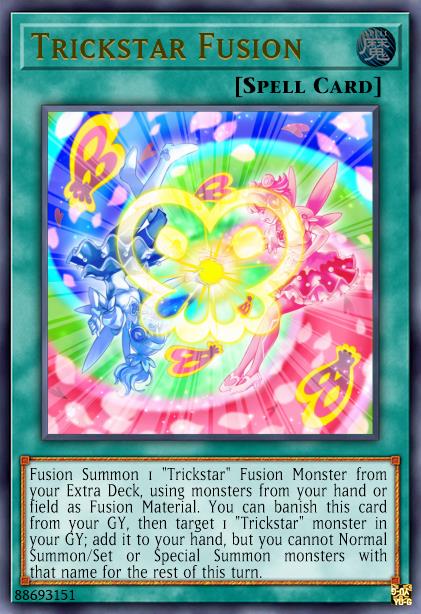 Trickstar Fusion
魔
[Spell Card]
Fusion Summon 1 "Trickstar" Fusion Monster from
your Extra Deck, using monsters from your hand or
field as Fusion Material. You can banish this card
from your GY, then target 1 "Trickstar" monster in
your GY; add it to your hand, but you cannot Normal
Summon/Set or Special Summon monsters with
that name for the rest of this turn.
88693151